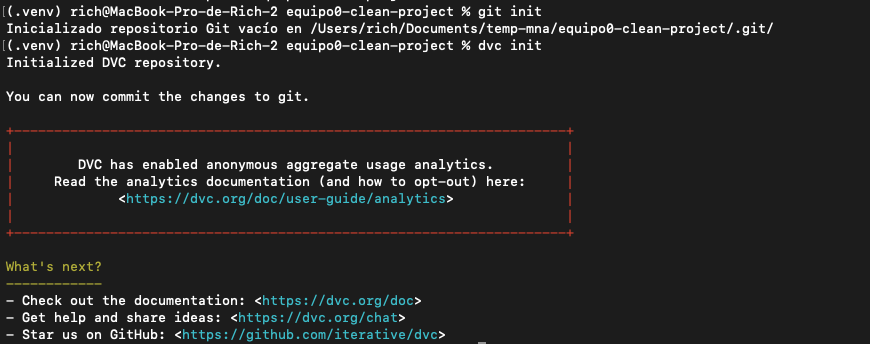 [(.venv) rich@MacBook-Pro-de-Rich-2 equipo0-clean-project % git init
Inicializado repositorio Git vacío en /Users/rich/Documents/temp-mna/equipo0-clean-project/.git/
[(.venv) rich@MacBook-Pro-de-Rich-2 equipo0-clean-project % dvc init
Initialized DVC repository.
You can now commit the changes to git.
DVC has enabled anonymous aggregate usage analytics.
Read the analytics documentation (and how to opt-out) here:
<https://dvc.org/doc/user-guide/analytics>
What's next?
------------
- Check out the documentation: <https://dvc.org/doc>
- Get help and share ideas: <https://dvc.org/chat>
- Star us on GitHub: <https://github.com/iterative/dvc>